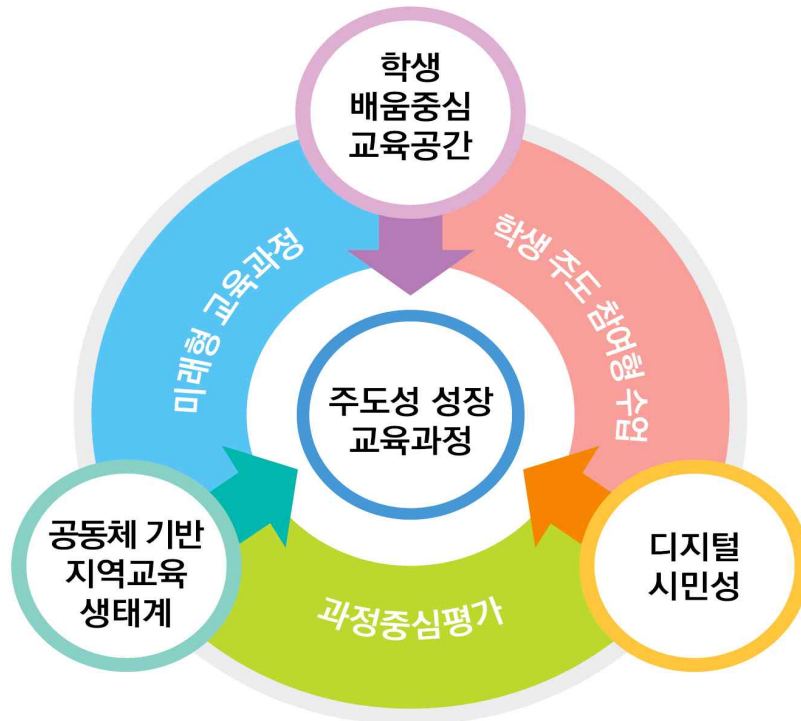 학생
배움중심
교육공간
미래형 교육과정
학생 주도 참여형 수업
주도성 성장
교육과정
공동체 기반
지역교육
생태계
디지털
시민성
과정중심평가